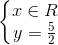 x ∈ R
y = 5/2